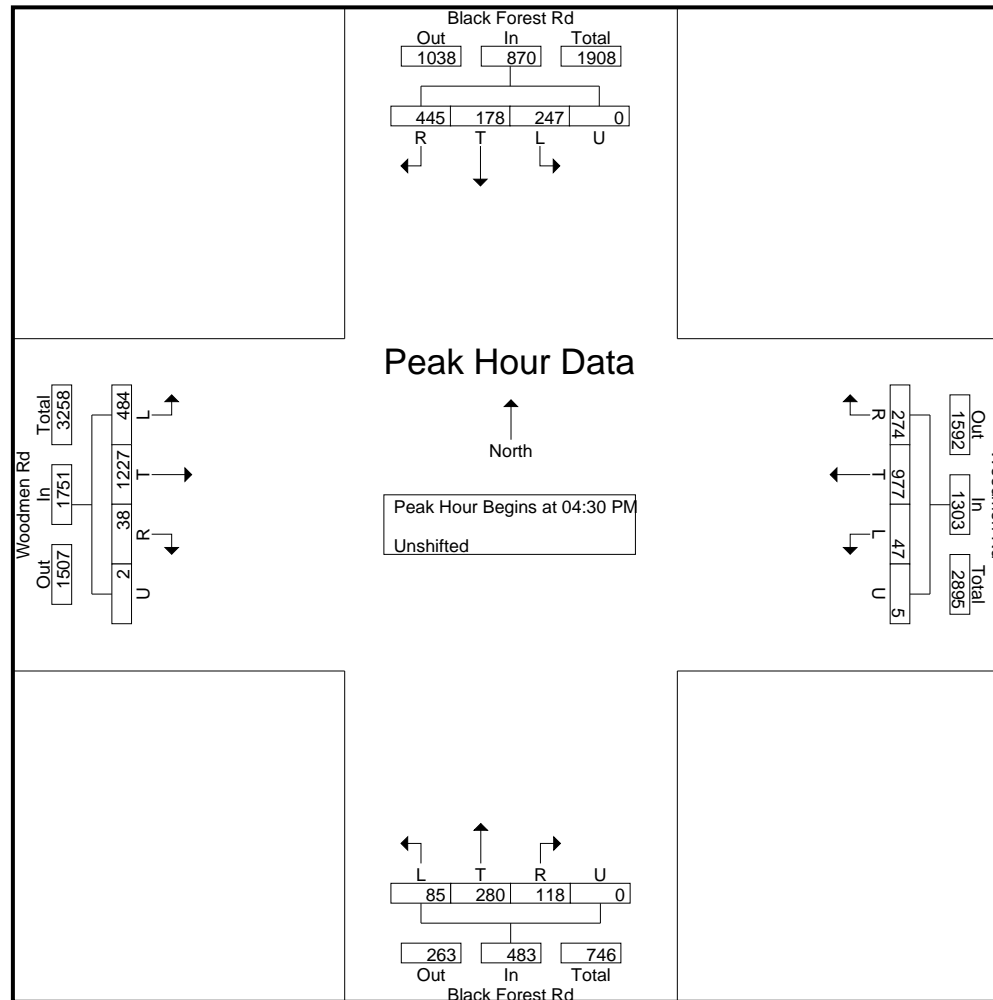 Black Forest Rd
Out In Total
1038 870 1908
445 178 247 0
R T L U
Peak Hour Data
North
Peak Hour Begins at 04:30 PM
Unshifted
Woodmen Rd
Total In Out
3258 1751 1507
484 1227 38 2
L T R U
Out In Total
1592 1303 2895
274 977 47 5
R T L U
L T R U
85 280 118 0
263 483 746
Out In Total
Black Forest Rd